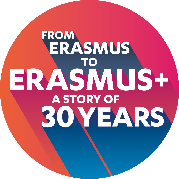 FROM
ERASMUS
TO
ERASMUS+
A STORY OF
30 YEARS